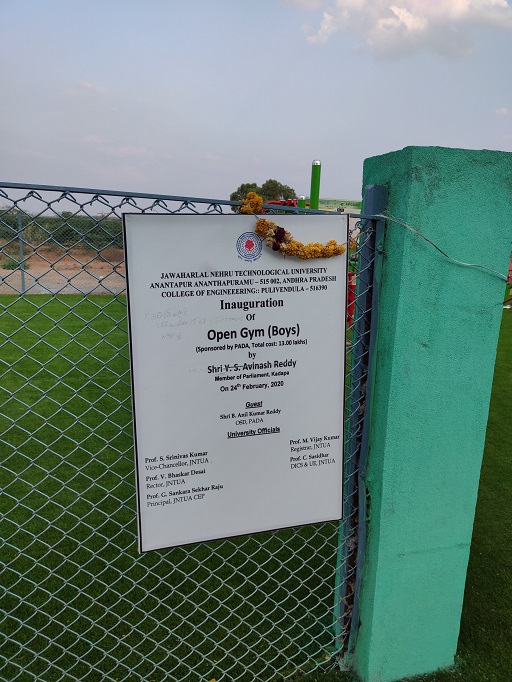 JAWAHARLAL NEHRU TECHNOLOGICAL UNIVERSITY
ANANTAPUR ANANTHAPURAMU – 515 002, ANDHRA PRADESH
COLLEGE OF ENGINEEERING:: PULIVENDULA – 516390
Inauguration
Of
Open Gym (Boys)
(Sponsored by PADA, Total cost: 13.00 lakhs)
by
Shri Y. S. Avinash Reddy
Member of Parliament, Kadapa
On 24th February, 2020
Guest
Shri B. Anil Kumar Reddy
OSD, PADA
University Officials
Prof. S. Srinivas Kumar
Vice-Chancellor, JNTUA
Prof. V. Bhaskar Desai
Rector, JNTUA
Prof. G. Sankara Sekhar Raju
Principal, JNTUA CEP
Prof. M. Vijay Kumar
Registrar, JNTUA
Prof. C. Sasidhar
DICS & UI, JNTUA